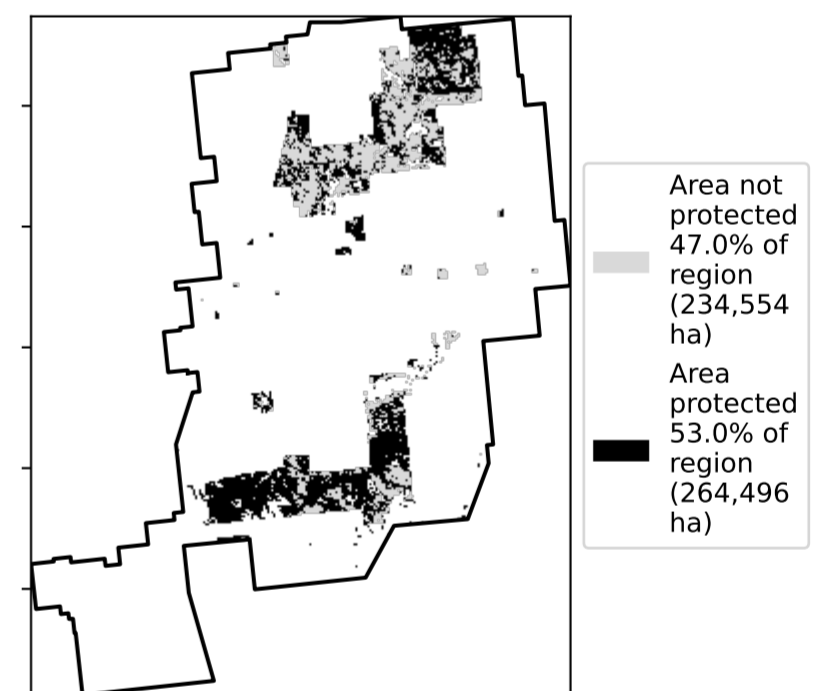 Area not
protected
47.0% of
region
(234,554
ha)
Area
protected
53.0% of
region
(264,496
ha)